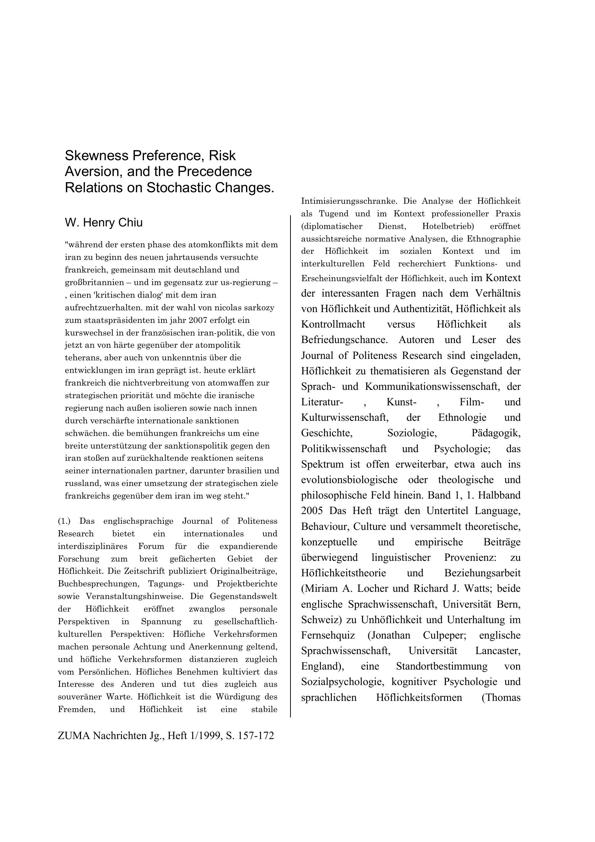 Skewness Preference, Risk
Aversion, and the Precedence
Relations on Stochastic Changes.
W. Henry Chiu
"während der ersten phase des atomkonflikts mit dem
iran zu beginn des neuen jahrtausends versuchte
frankreich, gemeinsam mit deutschland und
großbritannien – und im gegensatz zur us-regierung –
, einen 'kritischen dialog' mit dem iran
aufrechtzuerhalten. mit der wahl von nicolas sarkozy
zum staatspräsidenten im jahr 2007 erfolgt ein
kurswechsel in der französischen iran-politik, die von
jetzt an von härte gegenüber der atompolitik
teherans, aber auch von unkenntnis über die
entwicklungen im iran geprägt ist. heute erklärt
frankreich die nichtverbreitung von atomwaffen zur
strategischen priorität und möchte die iranische
regierung nach außen isolieren sowie nach innen
durch verschärfte internationale sanktionen
schwächen. die bemühungen frankreichs um eine
breite unterstützung der sanktionspolitik gegen den
iran stoßen auf zurückhaltende reaktionen seitens
seiner internationalen partner, darunter brasilien und
russland, was einer umsetzung der strategischen ziele
frankreichs gegenüber dem iran im weg steht."
(1.) Das englischsprachige Journal of Politeness
Research bietet ein internationales und
interdisziplinäres Forum für die expandierende
Forschung zum breit gefächerten Gebiet der
Höflichkeit. Die Zeitschrift publiziert Originalbeiträge,
Buchbesprechungen, Tagungs- und Projektberichte
sowie Veranstaltungshinweise. Die Gegenstandswelt
der Höflichkeit eröffnet zwanglos personale
Perspektiven in Spannung zu gesellschaftlich-
kulturellen Perspektiven: Höfliche Verkehrsformen
machen personale Achtung und Anerkennung geltend,
und höfliche Verkehrsformen distanzieren zugleich
vom Persönlichen. Höfliches Benehmen kultiviert das
Interesse des Anderen und tut dies zugleich aus
souveräner Warte. Höflichkeit ist die Würdigung des
Fremden, und Höflichkeit ist eine stabile
Intimisierungsschranke. Die Analyse der Höflichkeit
als Tugend und im Kontext professioneller Praxis
(diplomatischer Dienst, Hotelbetrieb) eröffnet
aussichtsreiche normative Analysen, die Ethnographie
der Höflichkeit im sozialen Kontext und im
interkulturellen Feld recherchiert Funktions- und
Erscheinungsvielfalt der Höflichkeit, auch im Kontext
der interessanten Fragen nach dem Verhältnis
von Höflichkeit und Authentizität, Höflichkeit als
Kontrollmacht versus Höflichkeit als
Befriedungschance. Autoren und Leser des
Journal of Politeness Research sind eingeladen,
Höflichkeit zu thematisieren als Gegenstand der
Sprach- und Kommunikationswissenschaft, der
Literatur- , Kunst- , Film- und
Kulturwissenschaft, der Ethnologie und
Geschichte, Soziologie, Pädagogik,
Politikwissenschaft und Psychologie; das
Spektrum ist offen erweiterbar, etwa auch ins
evolutionsbiologische oder theologische und
philosophische Feld hinein. Band 1, 1. Halbband
2005 Das Heft trägt den Untertitel Language,
Behaviour, Culture und versammelt theoretische,
konzeptuelle und empirische Beiträge
überwiegend linguistischer Provenienz: zu
Höflichkeitstheorie und Beziehungsarbeit
(Miriam A. Locher und Richard J. Watts; beide
englische Sprachwissenschaft, Universität Bern,
Schweiz) zu Unhöflichkeit und Unterhaltung im
Fernsehquiz (Jonathan Culpeper; englische
Sprachwissenschaft, Universität Lancaster,
England), eine Standortbestimmung von
Sozialpsychologie, kognitiver Psychologie und
sprachlichen Höflichkeitsformen (Thomas
ZUMA Nachrichten Jg., Heft 1/1999, S. 157-172